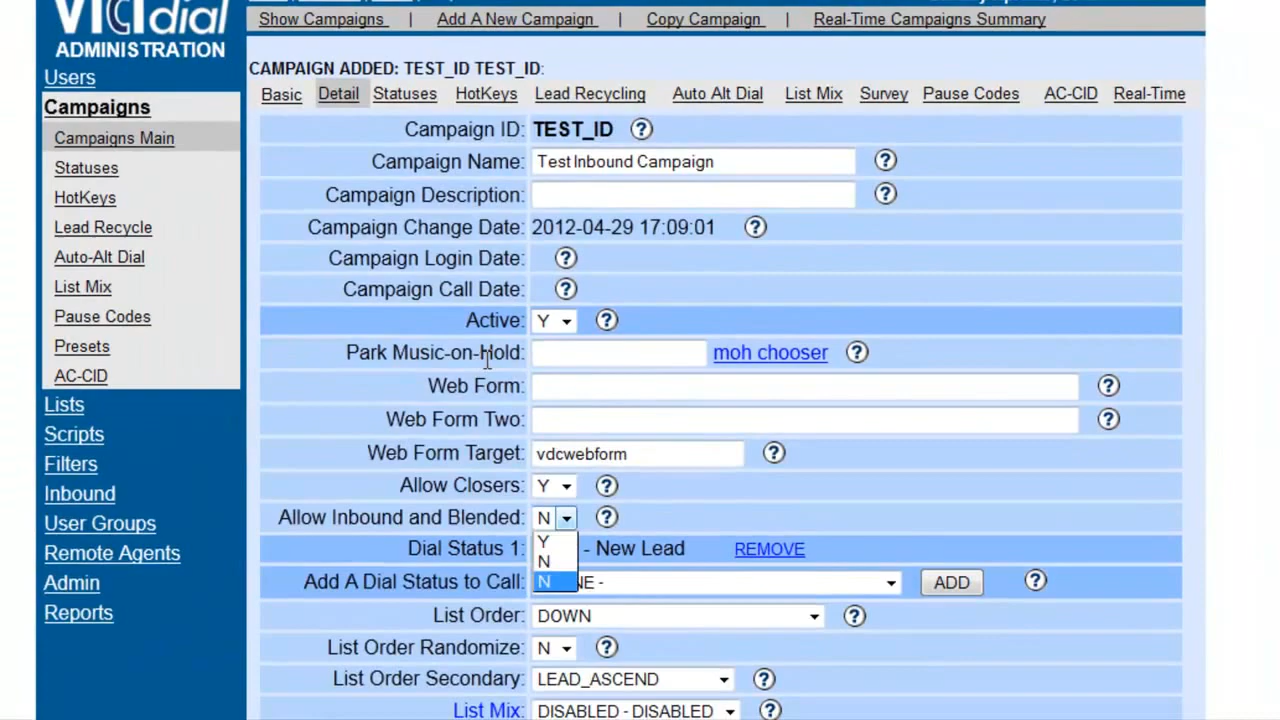 VICIdial
ADMINISTRATION
Show Campaigns | Add A New Campaign | Copy Campaign | Real-Time Campaigns Summary
CAMPAIGN ADDED: TEST_ID TEST_ID:
Basic Detail Statuses HotKeys Lead Recycling Auto Alt Dial List Mix Survey Pause Codes AC-CID Real-Time
Users
Campaigns
Campaigns Main
Statuses
HotKeys
Lead Recycle
Auto-Alt Dial
List Mix
Pause Codes
Presets
AC-CID
Lists
Scripts
Filters
Inbound
User Groups
Remote Agents
Admin
Reports
Campaign ID: TEST_ID ?
Campaign Name: Test Inbound Campaign ?
Campaign Description: ?
Campaign Change Date: 2012-04-29 17:09:01 ?
Campaign Login Date: ?
Campaign Call Date: ?
Active: Y ?
Park Music-on-Hold: moh chooser ?
Web Form: ?
Web Form Two: ?
Web Form Target: vdcwebform ?
Allow Closers: Y ?
Allow Inbound and Blended: N ?
Y
N
N
Dial Status 1: - New Lead REMOVE
Add A Dial Status to Call: NE - ADD ?
List Order: DOWN ?
List Order Randomize: N ?
List Order Secondary: LEAD_ASCEND ?
List Mix: DISABLED - DISABLED ?